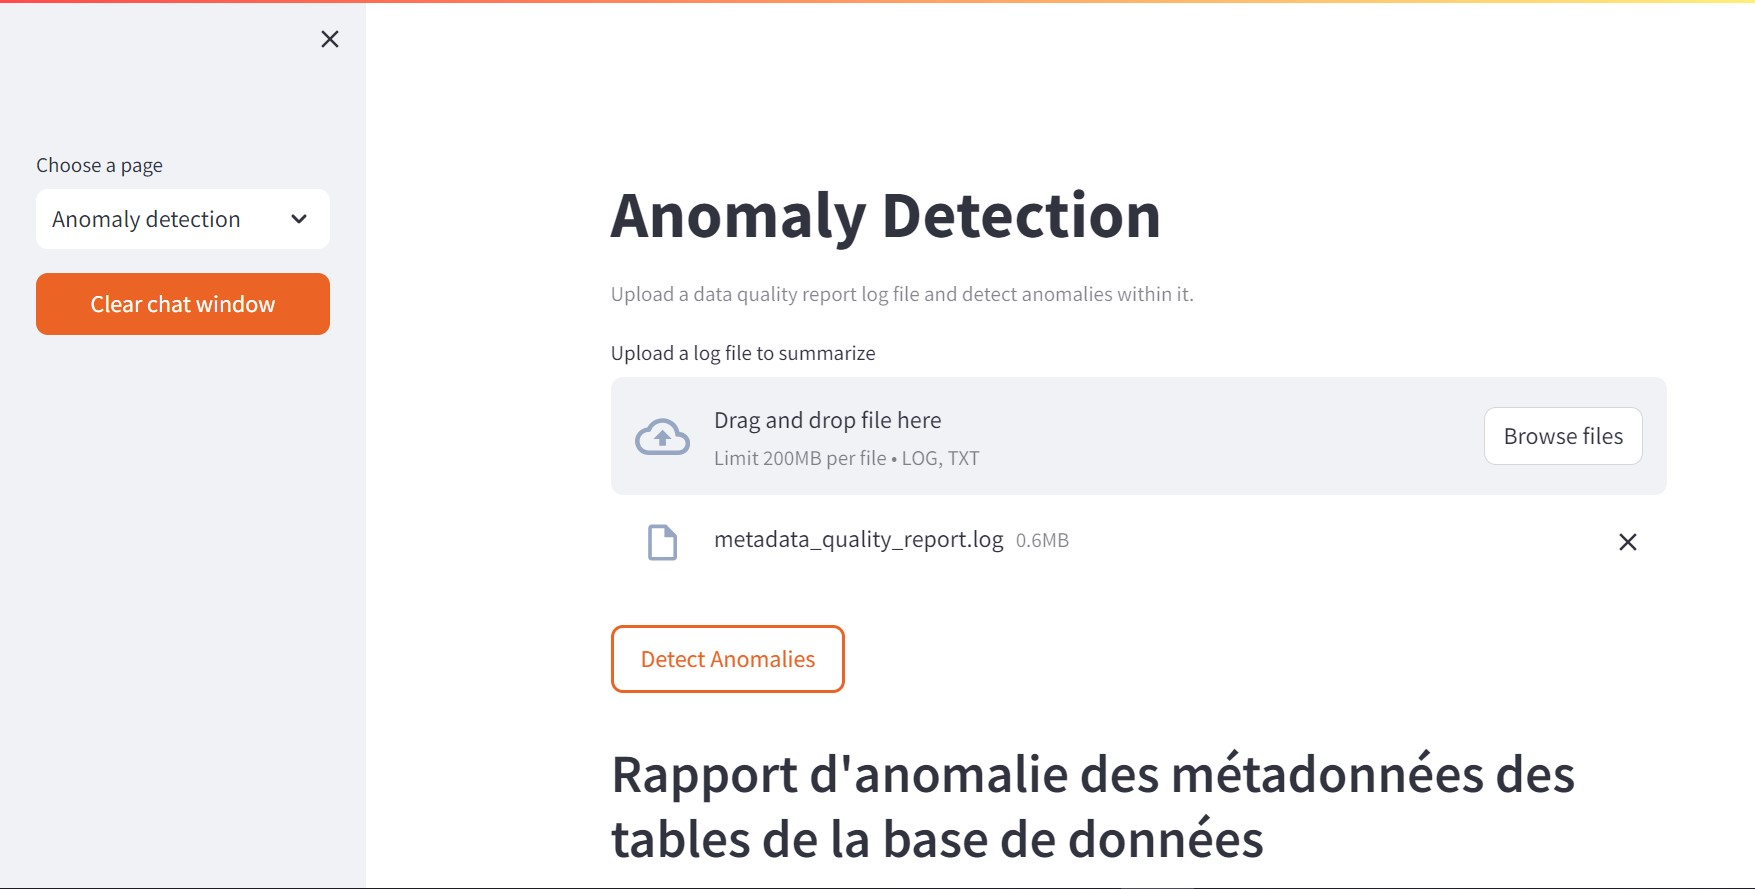 Choose a page
Anomaly detection
Clear chat window
Anomaly Detection
Upload a data quality report log file and detect anomalies within it.
Upload a log file to summarize
Drag and drop file here
Limit 200MB per file • LOG, TXT
Browse files
metadata_quality_report.log 0.6MB
Detect Anomalies
Rapport d'anomalie des métadonnées des
tables de la base de données